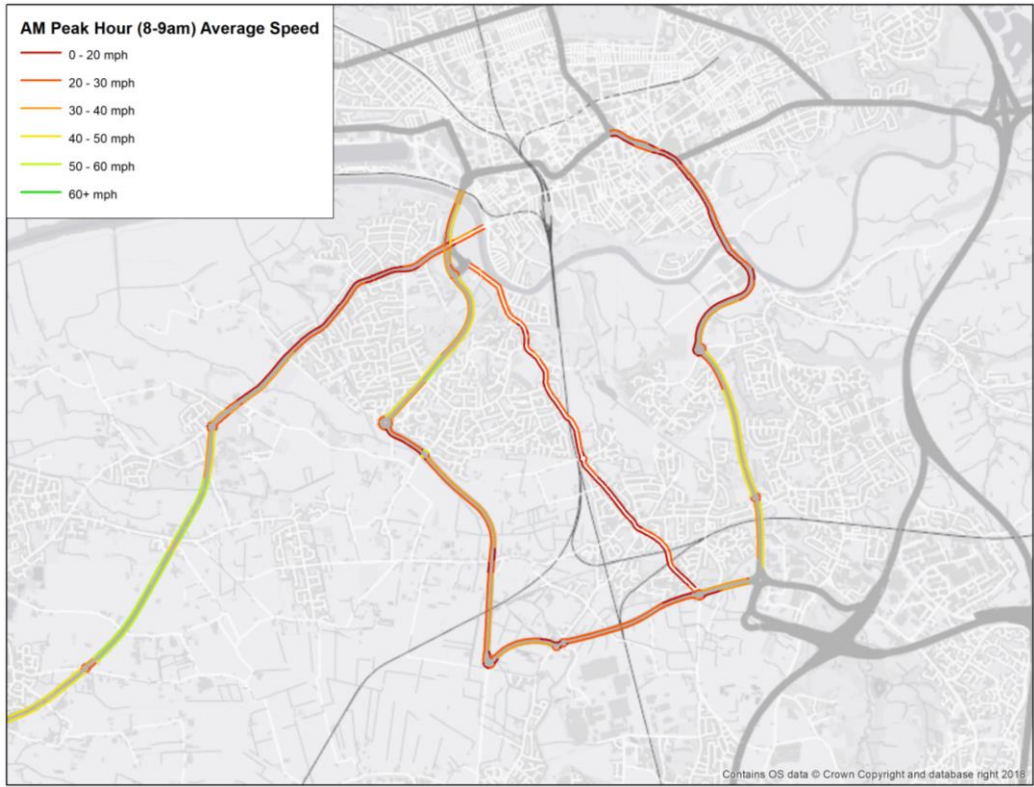 AM Peak Hour (8-9am) Average Speed
0 - 20 mph
20 - 30 mph
30 - 40 mph
40 - 50 mph
50 - 60 mph
60+ mph
Contains OS data © Crown Copyright and database right 2018